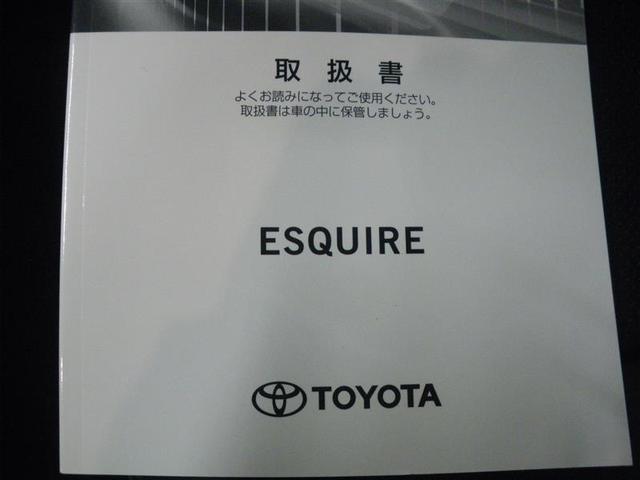 取扱書
よくお読みになってご使用ください。
取扱書は車の中に保管しましょう。
ESQUIRE
TOYOTA